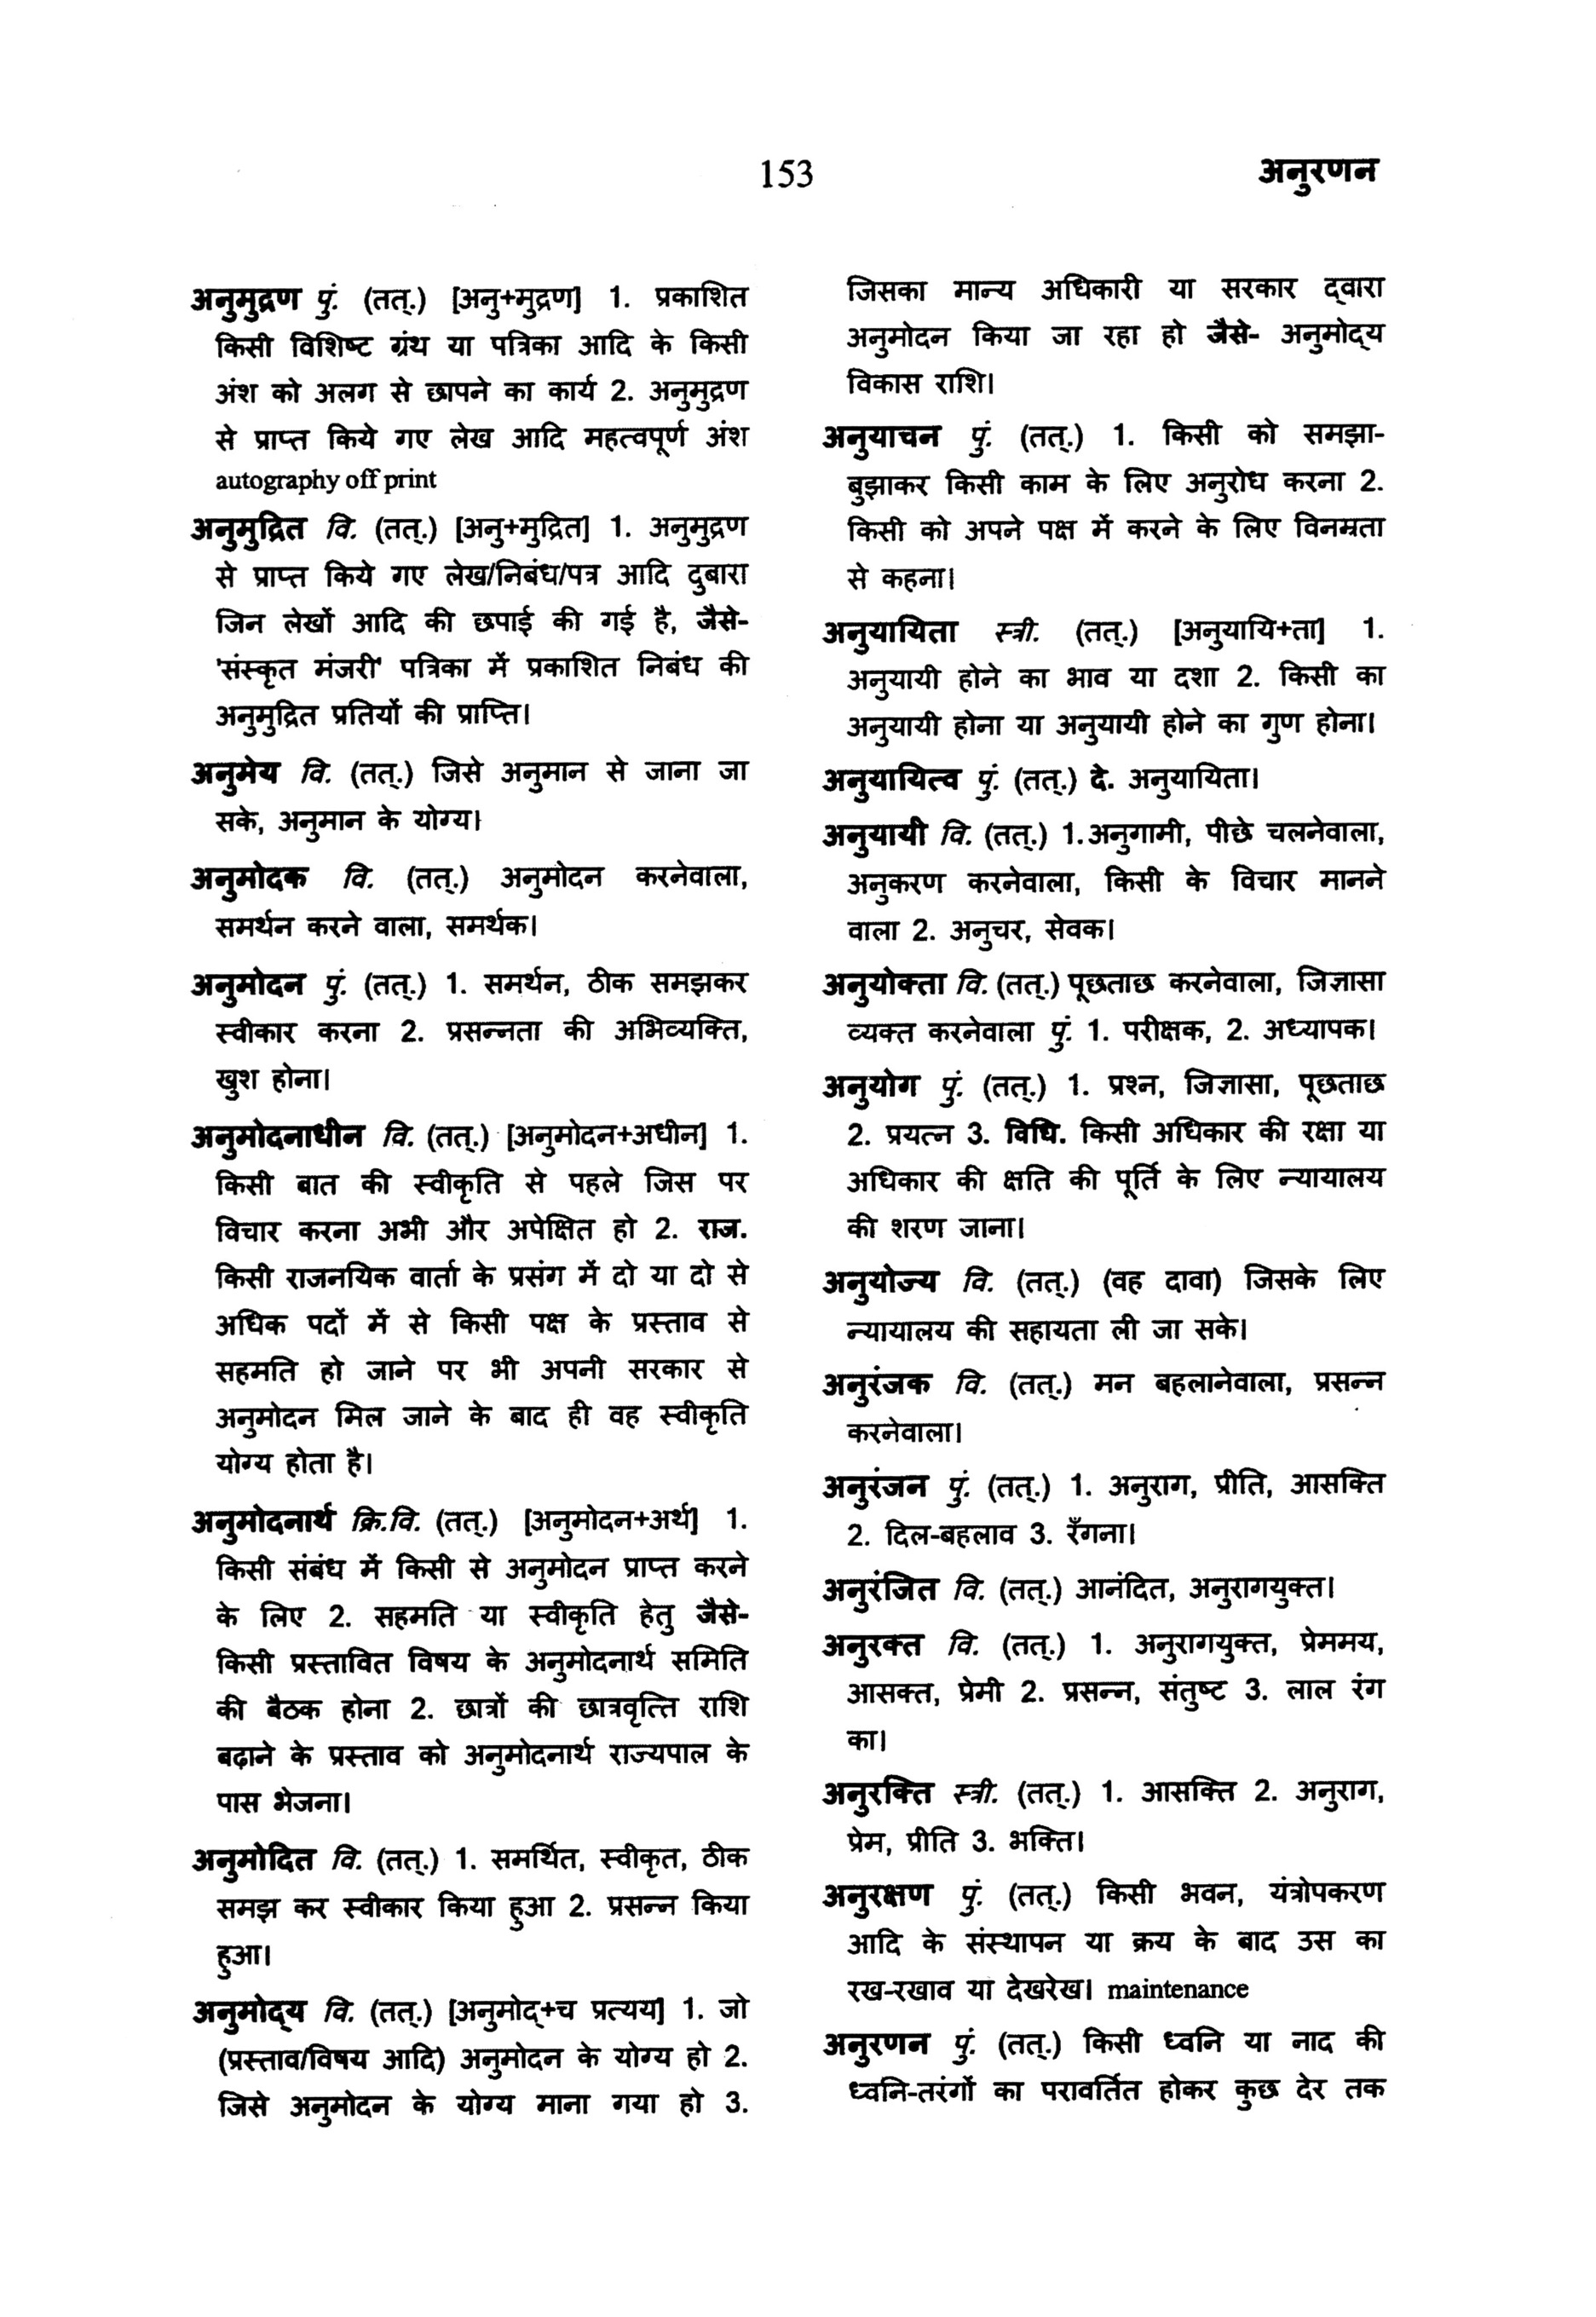 153
अनुरणन
अनुमुद्रण पुं. (तत्.) [अनु+मुद्रण] 1. प्रकाशित
किसी विशिष्ट ग्रंथ या पत्रिका आदि के किसी
अंश को अलग से छापने का कार्य 2. अनुमुद्रण
से प्राप्त किये गए लेख आदि महत्वपूर्ण अंश
autography off print
अनुमुद्रित वि. (तत्.) [अनु+मुद्रित] 1. अनुमुद्रण
से प्राप्त किये गए लेख/निबंध/पत्र आदि दुबारा
जिन लेखों आदि की छपाई की गई है, जैसे-
'संस्कृत मंजरी' पत्रिका में प्रकाशित निबंध की
अनुमुद्रित प्रतियों की प्राप्ति।
अनुमेय वि. (तत्.) जिसे अनुमान से जाना जा
सके, अनुमान के योग्य।
अनुमोदक वि. (तत्.) अनुमोदन करनेवाला,
समर्थन करने वाला, समर्थक।
अनुमोदन पुं. (तत्.) 1. समर्थन, ठीक समझकर
स्वीकार करना 2. प्रसन्नता की अभिव्यक्ति,
खुश होना।
अनुमोदनाधीन वि. (तत्.) [अनुमोदन+अधीन] 1.
किसी बात की स्वीकृति से पहले जिस पर
विचार करना अभी और अपेक्षित हो 2. राज.
किसी राजनयिक वार्ता के प्रसंग में दो या दो से
अधिक पदों में से किसी पक्ष के प्रस्ताव से
सहमति हो जाने पर भी अपनी सरकार से
अनुमोदन मिल जाने के बाद ही वह स्वीकृति
योग्य होता है।
अनुमोदनार्थ क्रि.वि. (तत्.) [अनुमोदन+अर्थ] 1.
किसी संबंध में किसी से अनुमोदन प्राप्त करने
के लिए 2. सहमति या स्वीकृति हेतु जैसे-
किसी प्रस्तावित विषय के अनुमोदनार्थ समिति
की बैठक होना 2. छात्रों की छात्रवृत्ति राशि
बढ़ाने के प्रस्ताव को अनुमोदनार्थ राज्यपाल के
पास भेजना।
अनुमोदित वि. (तत्.) 1. समर्थित, स्वीकृत, ठीक
समझ कर स्वीकार किया हुआ 2. प्रसन्न किया
हुआ।
अनुमोद्‌य वि. (तत्.) [अनुमोद्+च प्रत्यय] 1. जो
(प्रस्ताव/विषय आदि) अनुमोदन के योग्य हो 2.
जिसे अनुमोदन के योग्य माना गया हो 3.
जिसका मान्य अधिकारी या सरकार द्‌वारा
अनुमोदन किया जा रहा हो जैसे- अनुमोद्‌य
विकास राशि।
अनुयाचन पुं. (तत्.) 1. किसी को समझा-
बुझाकर किसी काम के लिए अनुरोध करना 2.
किसी को अपने पक्ष में करने के लिए विनम्रता
से कहना।
अनुयायिता स्त्री. (तत्.) [अनुयायि+ता] 1.
अनुयायी होने का भाव या दशा 2. किसी का
अनुयायी होना या अनुयायी होने का गुण होना।
अनुयायित्व पुं. (तत्.) दे. अनुयायिता।
अनुयायी वि. (तत्.) 1.अनुगामी, पीछे चलनेवाला,
अनुकरण करनेवाला, किसी के विचार मानने
वाला 2. अनुचर, सेवक।
अनुयोक्ता वि. (तत्.) पूछताछ करनेवाला, जिज्ञासा
व्यक्त करनेवाला पुं. 1. परीक्षक, 2. अध्यापक।
अनुयोग पुं. (तत्.) 1. प्रश्न, जिज्ञासा, पूछताछ
2. प्रयत्न 3. विधि. किसी अधिकार की रक्षा या
अधिकार की क्षति की पूर्ति के लिए न्यायालय
की शरण जाना।
अनुयोज्य वि. (तत्.) (वह दावा) जिसके लिए
न्यायालय की सहायता ली जा सके।
अनुरंजक वि. (तत्.) मन बहलानेवाला, प्रसन्न
करनेवाला।
अनुरंजन पुं. (तत्.) 1. अनुराग, प्रीति, आसक्ति
2. दिल-बहलाव 3. रँगना।
अनुरंजित वि. (तत्.) आनंदित, अनुरागयुक्त।
अनुरक्त वि. (तत्.) 1. अनुरागयुक्त, प्रेममय,
आसक्त, प्रेमी 2. प्रसन्न, संतुष्ट 3. लाल रंग
का।
अनुरक्ति स्त्री. (तत्.) 1. आसक्ति 2. अनुराग,
प्रेम, प्रीति 3. भक्ति।
अनुरक्षण पुं. (तत्.) किसी भवन, यंत्रोपकरण
आदि के संस्थापन या क्रय के बाद उस का
रख-रखाव या देखरेख। maintenance
अनुरणन पुं. (तत्.) किसी ध्वनि या नाद की
ध्वनि-तरंगों का परावर्तित होकर कुछ देर तक